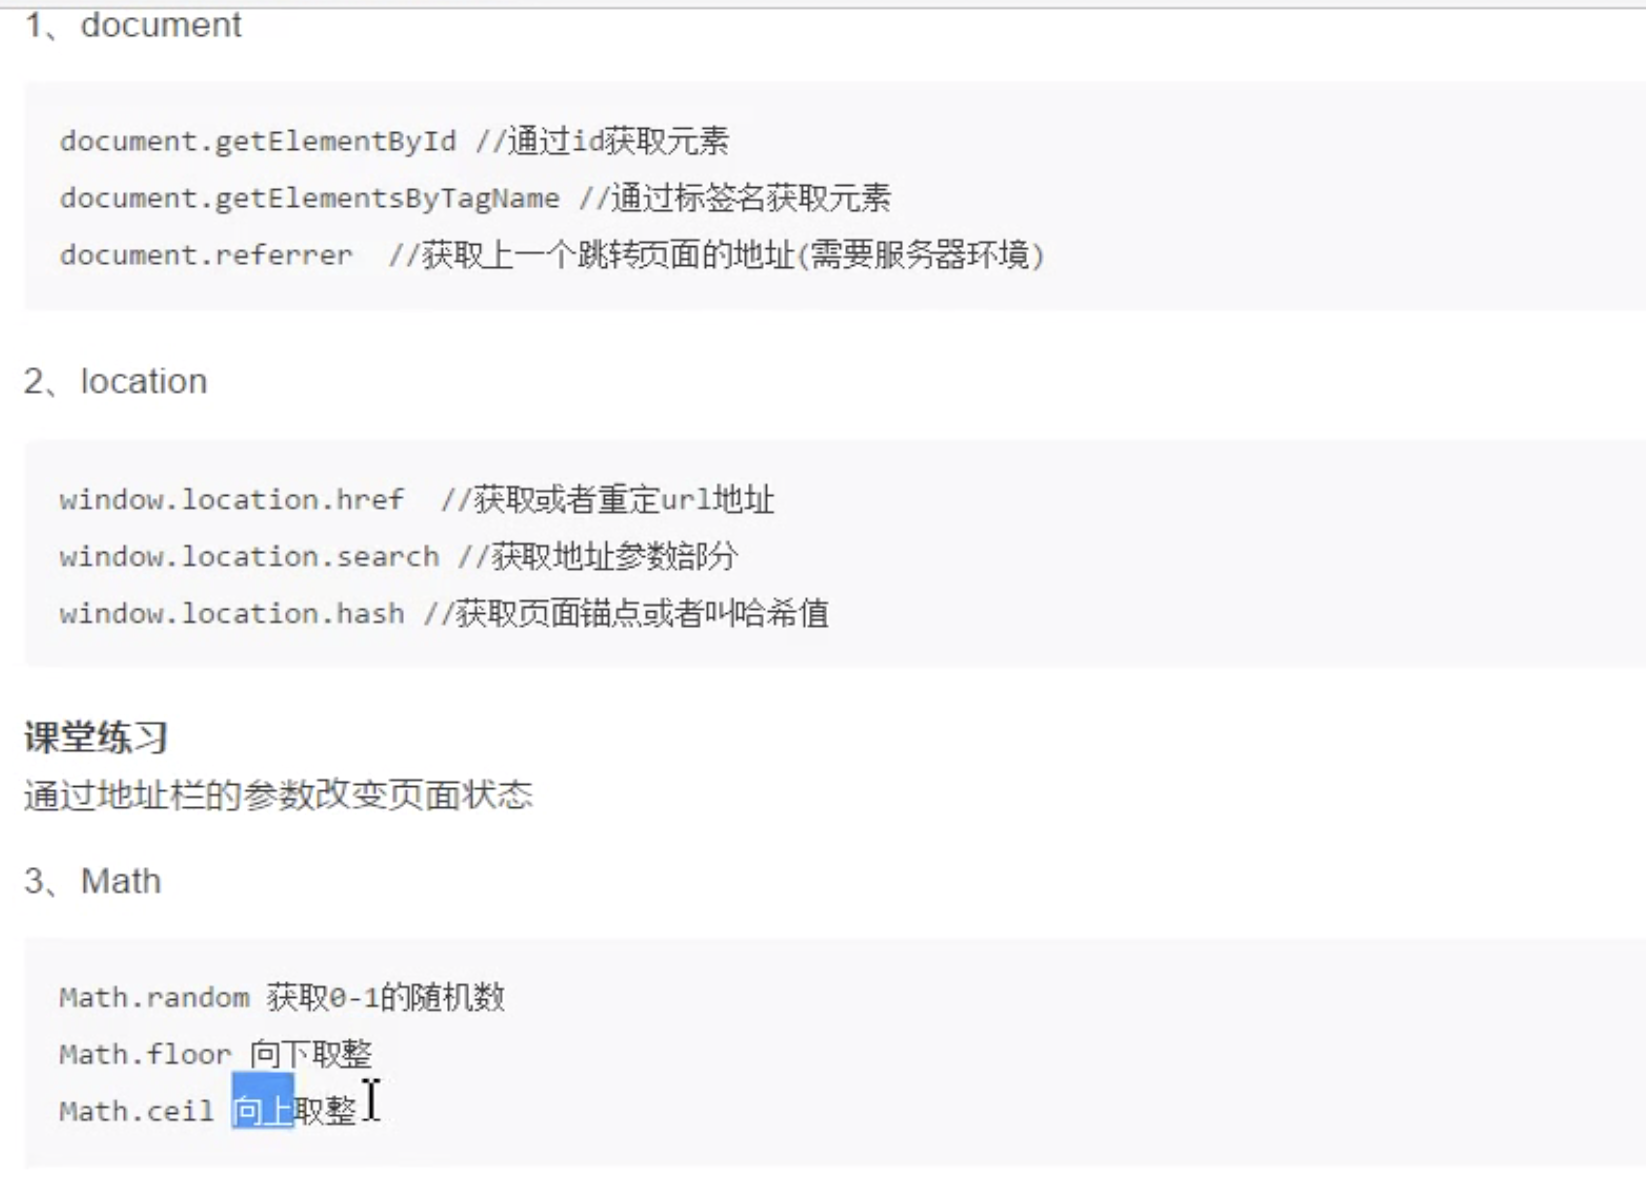 1、document
document.getElementById //通过id获取元素
document.getElementsByTagName //通过标签名获取元素
document.referrer  //获取上一个跳转页面的地址(需要服务器环境)
2、location
window.location.href  //获取或者重定url地址
window.location.search //获取地址参数部分
window.location.hash //获取页面锚点或者叫哈希值
课堂练习
通过地址栏的参数改变页面状态
3、Math
Math.random 获取0-1的随机数
Math.floor 向下取整
Math.ceil 向上取整